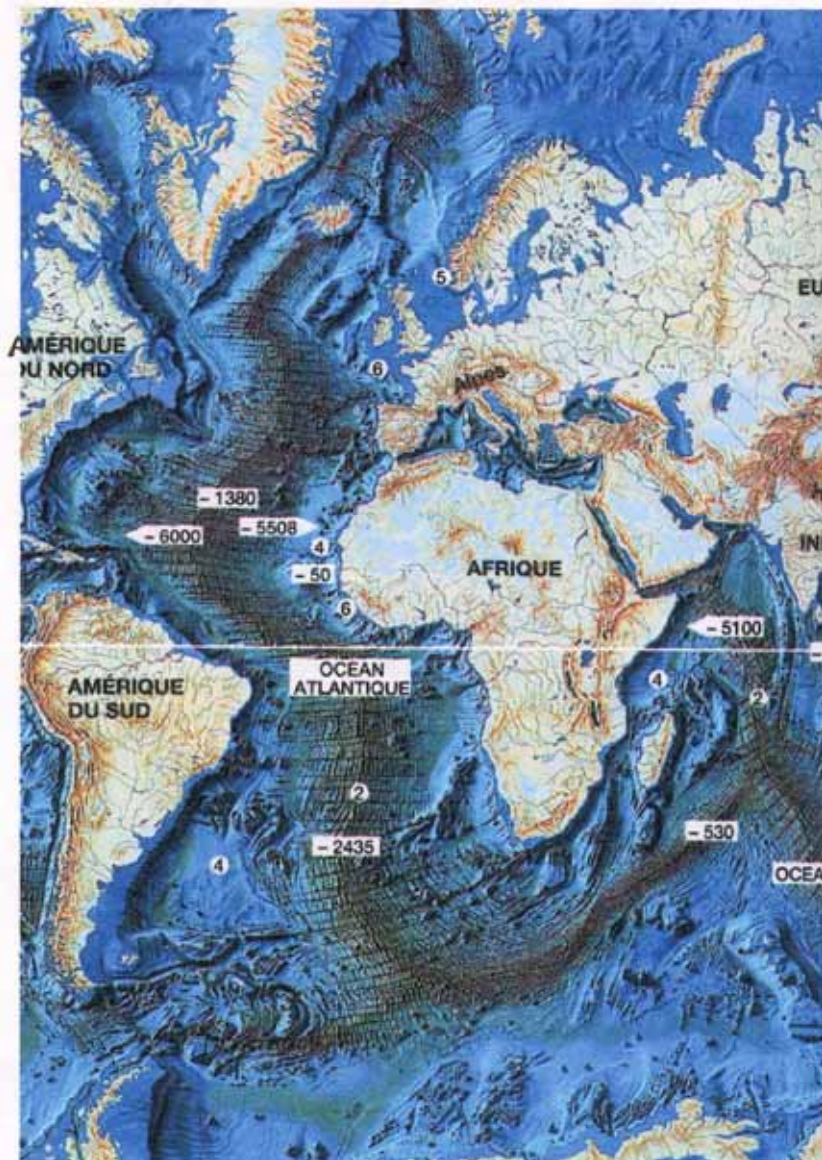 5
EU
AMÉRIQUE
DU NORD
6
Alpes
- 1380
- 6000
- 5508
4
- 50
6
AFRIQUE
IN
- 5100
OCEAN
ATLANTIQUE
4
2
AMÉRIQUE
DU SUD
2
- 2435
- 530
4
OCEA